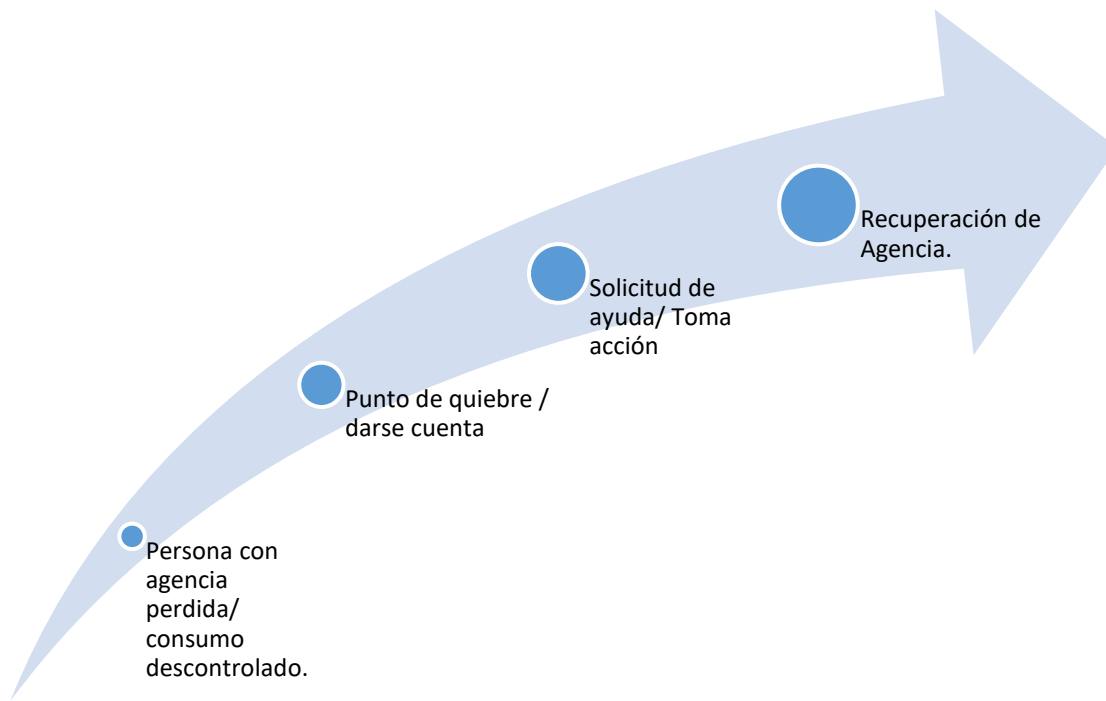 Recuperación de
Agencia.
Solicitud de
ayuda/ Toma
acción
Punto de quiebre /
darse cuenta
Persona con
agencia
perdida/
consumo
descontrolado.